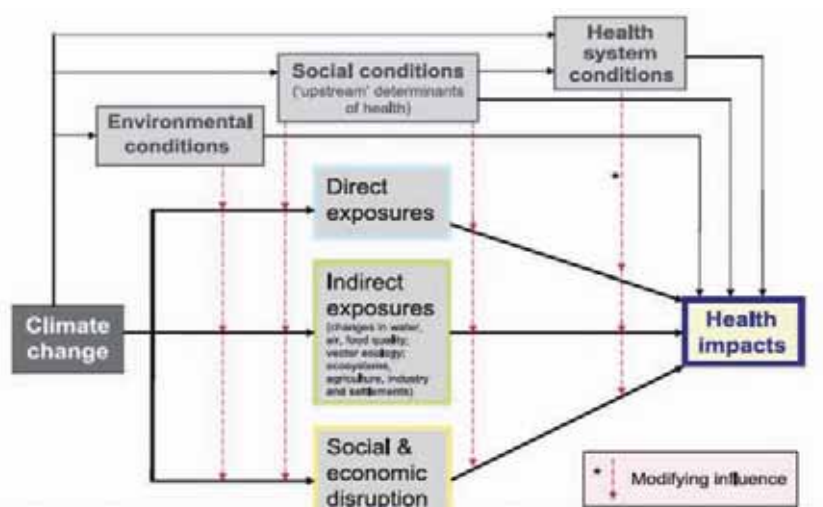 Health
system
conditions
Social conditions
('upstream' determinants
of health)
Environmental
conditions
Direct
exposures
Indirect
exposures
(changes in water,
air, food quality;
vector ecology;
ecosystems,
agriculture, industry
and settlements)
Climate
change
Health
impacts
Social &
economic
disruption
* Modifying influence
*